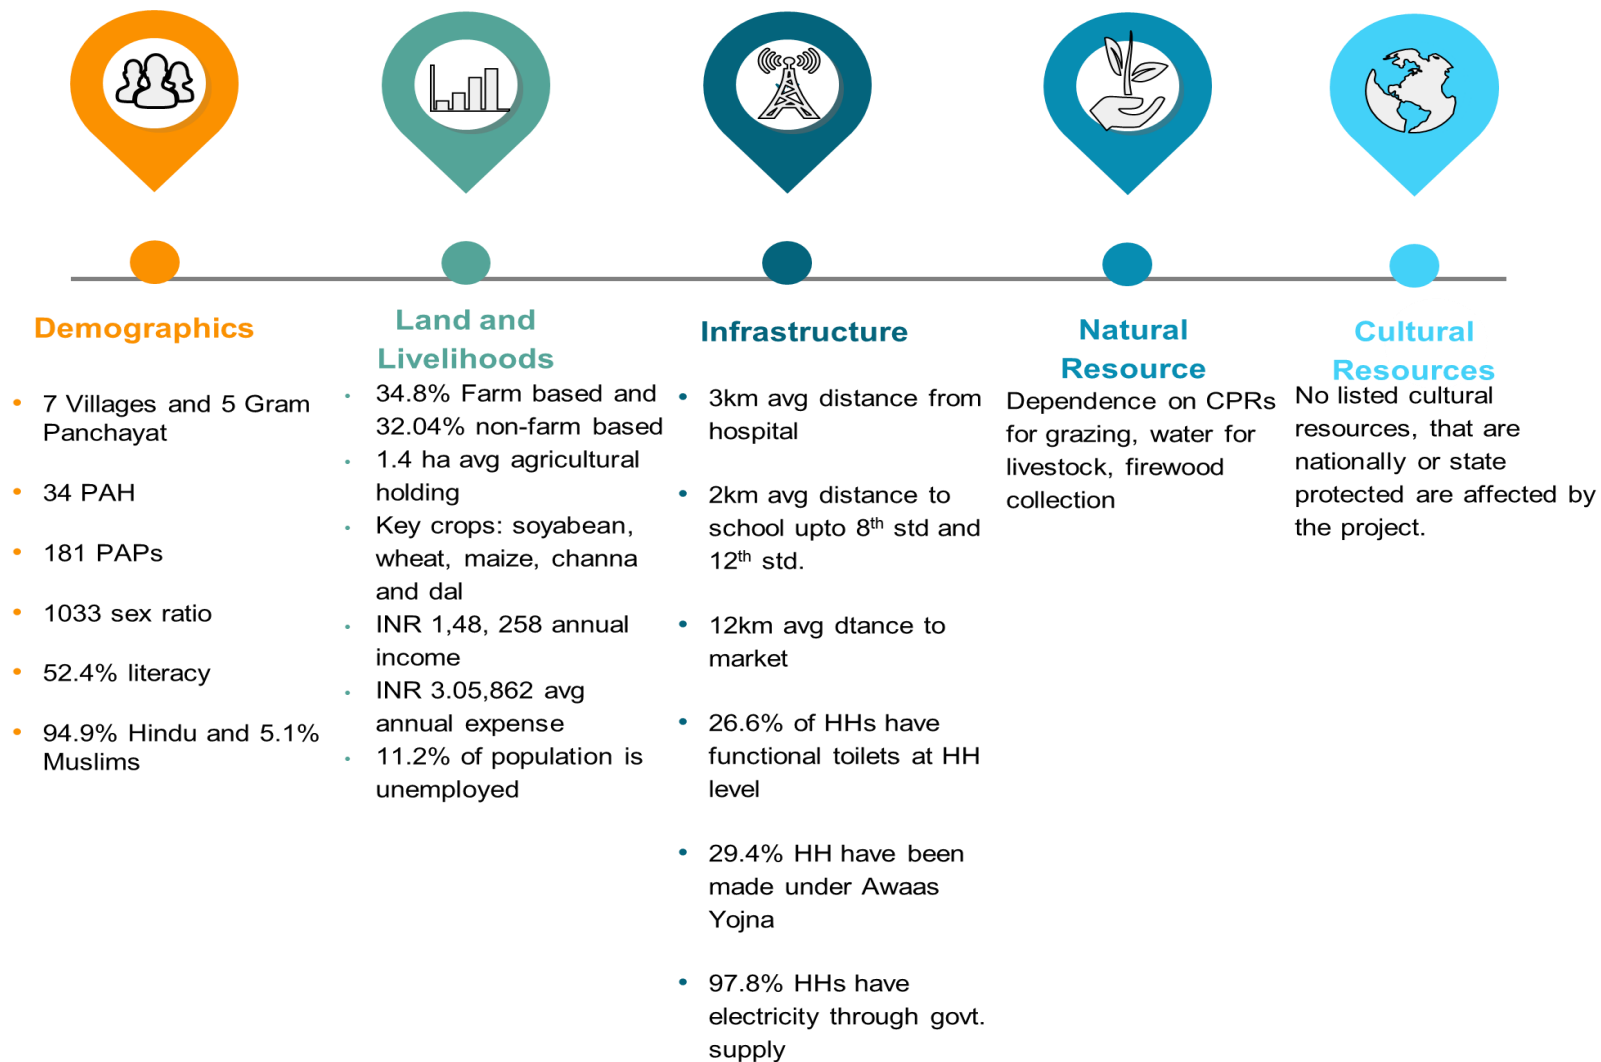 Demographics
• 7 Villages and 5 Gram
Panchayat
• 34 PAH
• 181 PAPs
• 1033 sex ratio
• 52.4% literacy
• 94.9% Hindu and 5.1%
Muslims
Land and
Livelihoods
• 34.8% Farm based and
32.04% non-farm based
• 1.4 ha avg agricultural
holding
• Key crops: soyabean,
wheat, maize, channa
and dal
• INR 1,48, 258 annual
income
• INR 3.05,862 avg
annual expense
• 11.2% of population is
unemployed
Infrastructure
• 3km avg distance from
hospital
• 2km avg distance to
school upto 8th std and
12th std.
• 12km avg dtance to
market
• 26.6% of HHs have
functional toilets at HH
level
• 29.4% HH have been
made under Awaas
Yojna
• 97.8% HHs have
electricity through govt.
supply
Natural
Resource
Dependence on CPRs
for grazing, water for
livestock, firewood
collection
Cultural
Resources
No listed cultural
resources, that are
nationally or state
protected are affected by
the project.